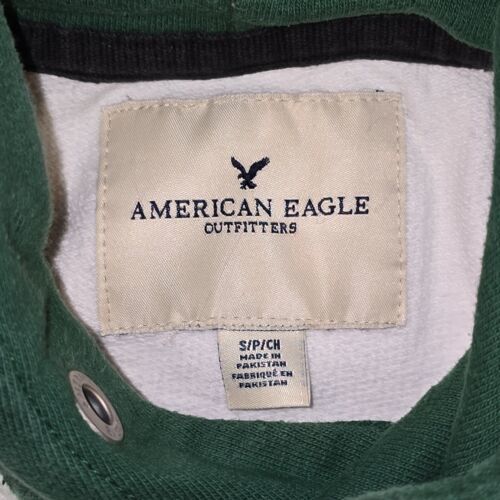 AMERICAN EAGLE
OUTFITTERS
S/P/CH
MADE IN
PAKISTAN
FABRIQUÉ EN
PAKISTAN